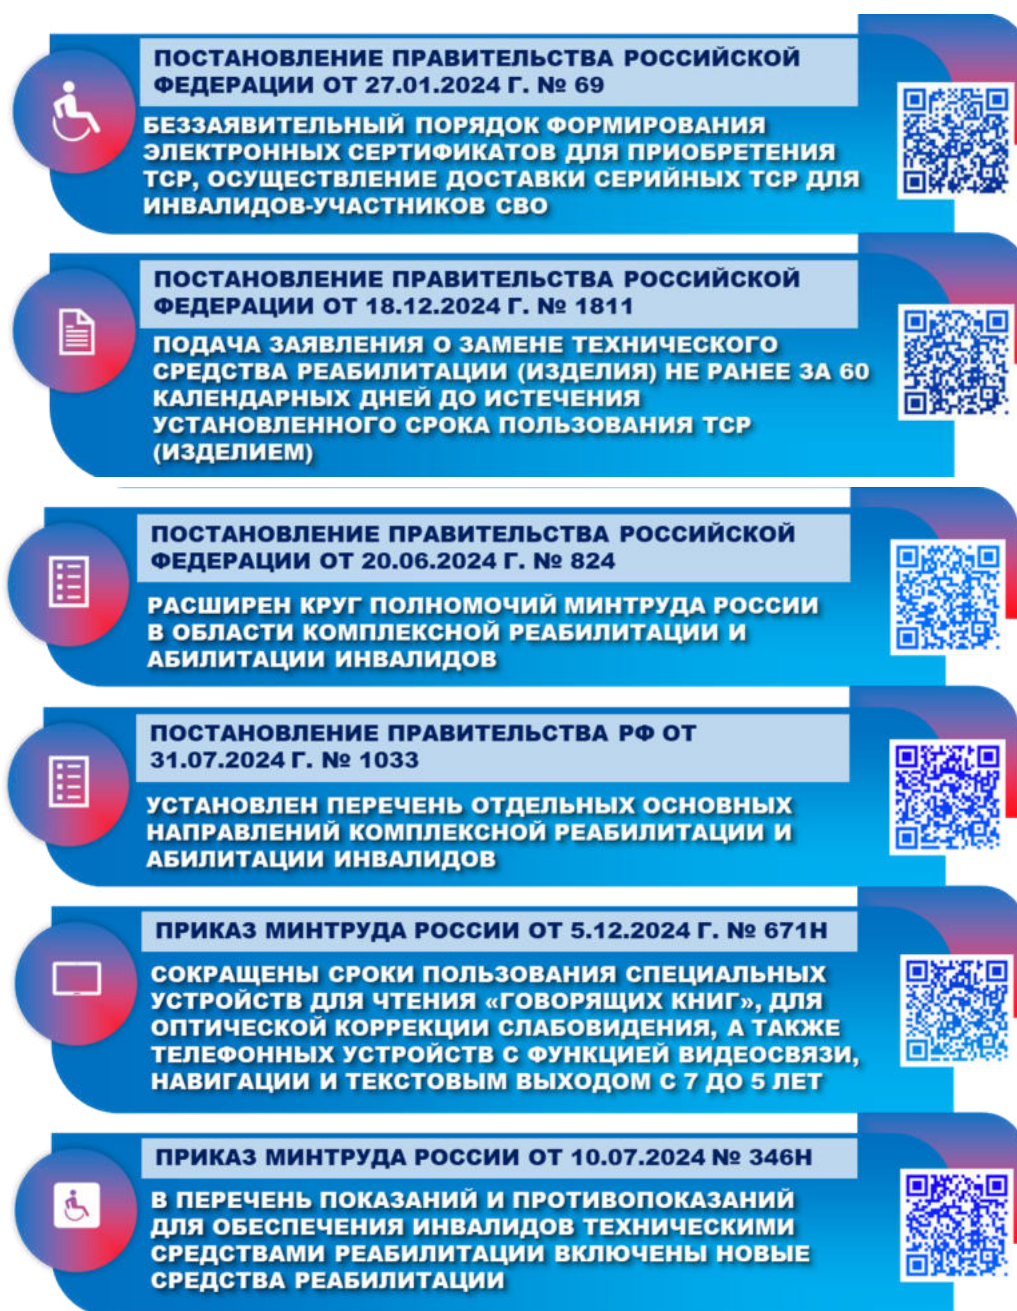 ПОСТАНОВЛЕНИЕ ПРАВИТЕЛЬСТВА РОССИЙСКОЙ
ФЕДЕРАЦИИ ОТ 27.01.2024 Г. № 69
БЕЗЗАЯВИТЕЛЬНЫЙ ПОРЯДОК ФОРМИРОВАНИЯ
ЭЛЕКТРОННЫХ СЕРТИФИКАТОВ ДЛЯ ПРИОБРЕТЕНИЯ
ТСР, ОСУЩЕСТВЛЕНИЕ ДОСТАВКИ СЕРИЙНЫХ ТСР ДЛЯ
ИНВАЛИДОВ-УЧАСТНИКОВ СВО
ПОСТАНОВЛЕНИЕ ПРАВИТЕЛЬСТВА РОССИЙСКОЙ
ФЕДЕРАЦИИ ОТ 18.12.2024 Г. № 1811
ПОДАЧА ЗАЯВЛЕНИЯ О ЗАМЕНЕ ТЕХНИЧЕСКОГО
СРЕДСТВА РЕАБИЛИТАЦИИ (ИЗДЕЛИЯ) НЕ РАНЕЕ ЗА 60
КАЛЕНДАРНЫХ ДНЕЙ ДО ИСТЕЧЕНИЯ
УСТАНОВЛЕННОГО СРОКА ПОЛЬЗОВАНИЯ ТСР
(ИЗДЕЛИЕМ)
ПОСТАНОВЛЕНИЕ ПРАВИТЕЛЬСТВА РОССИЙСКОЙ
ФЕДЕРАЦИИ ОТ 20.06.2024 Г. № 824
РАСШИРЕН КРУГ ПОЛНОМОЧИЙ МИНТРУДА РОССИИ
В ОБЛАСТИ КОМПЛЕКСНОЙ РЕАБИЛИТАЦИИ И
АБИЛИТАЦИИ ИНВАЛИДОВ
ПОСТАНОВЛЕНИЕ ПРАВИТЕЛЬСТВА РФ ОТ
31.07.2024 Г. № 1033
УСТАНОВЛЕН ПЕРЕЧЕНЬ ОТДЕЛЬНЫХ ОСНОВНЫХ
НАПРАВЛЕНИЙ КОМПЛЕКСНОЙ РЕАБИЛИТАЦИИ И
АБИЛИТАЦИИ ИНВАЛИДОВ
ПРИКАЗ МИНТРУДА РОССИИ ОТ 5.12.2024 Г. № 671Н
СОКРАЩЕНЫ СРОКИ ПОЛЬЗОВАНИЯ СПЕЦИАЛЬНЫХ
УСТРОЙСТВ ДЛЯ ЧТЕНИЯ «ГОВОРЯЩИХ КНИГ», ДЛЯ
ОПТИЧЕСКОЙ КОРРЕКЦИИ СЛАБОВИДЕНИЯ, А ТАКЖЕ
ТЕЛЕФОННЫХ УСТРОЙСТВ С ФУНКЦИЕЙ ВИДЕОСВЯЗИ,
НАВИГАЦИИ И ТЕКСТОВЫМ ВЫХОДОМ С 7 ДО 5 ЛЕТ
ПРИКАЗ МИНТРУДА РОССИИ ОТ 10.07.2024 № 346Н
В ПЕРЕЧЕНЬ ПОКАЗАНИЙ И ПРОТИВОПОКАЗАНИЙ
ДЛЯ ОБЕСПЕЧЕНИЯ ИНВАЛИДОВ ТЕХНИЧЕСКИМИ
СРЕДСТВАМИ РЕАБИЛИТАЦИИ ВКЛЮЧЕНЫ НОВЫЕ
СРЕДСТВА РЕАБИЛИТАЦИИ